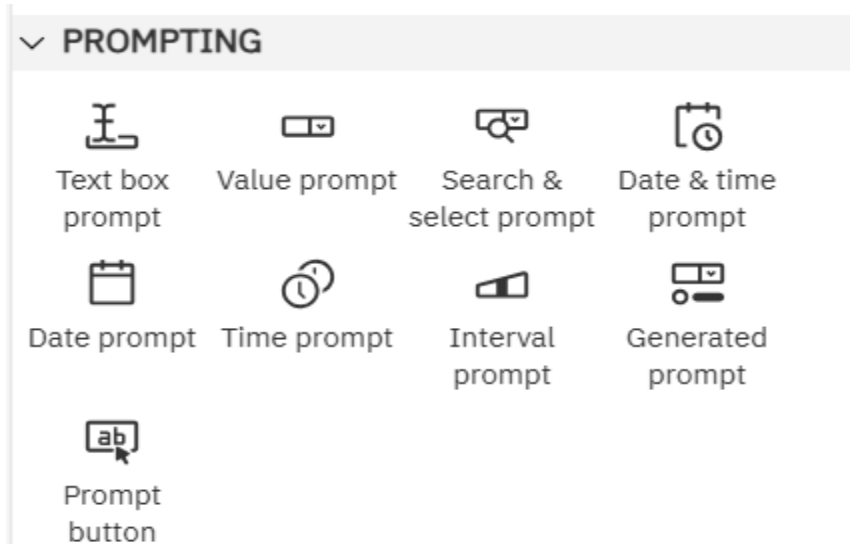 PROMPTING
Text box prompt
Value prompt
Search & select prompt
Date & time prompt
Date prompt
Time prompt
Interval prompt
Generated prompt
ab
Prompt button